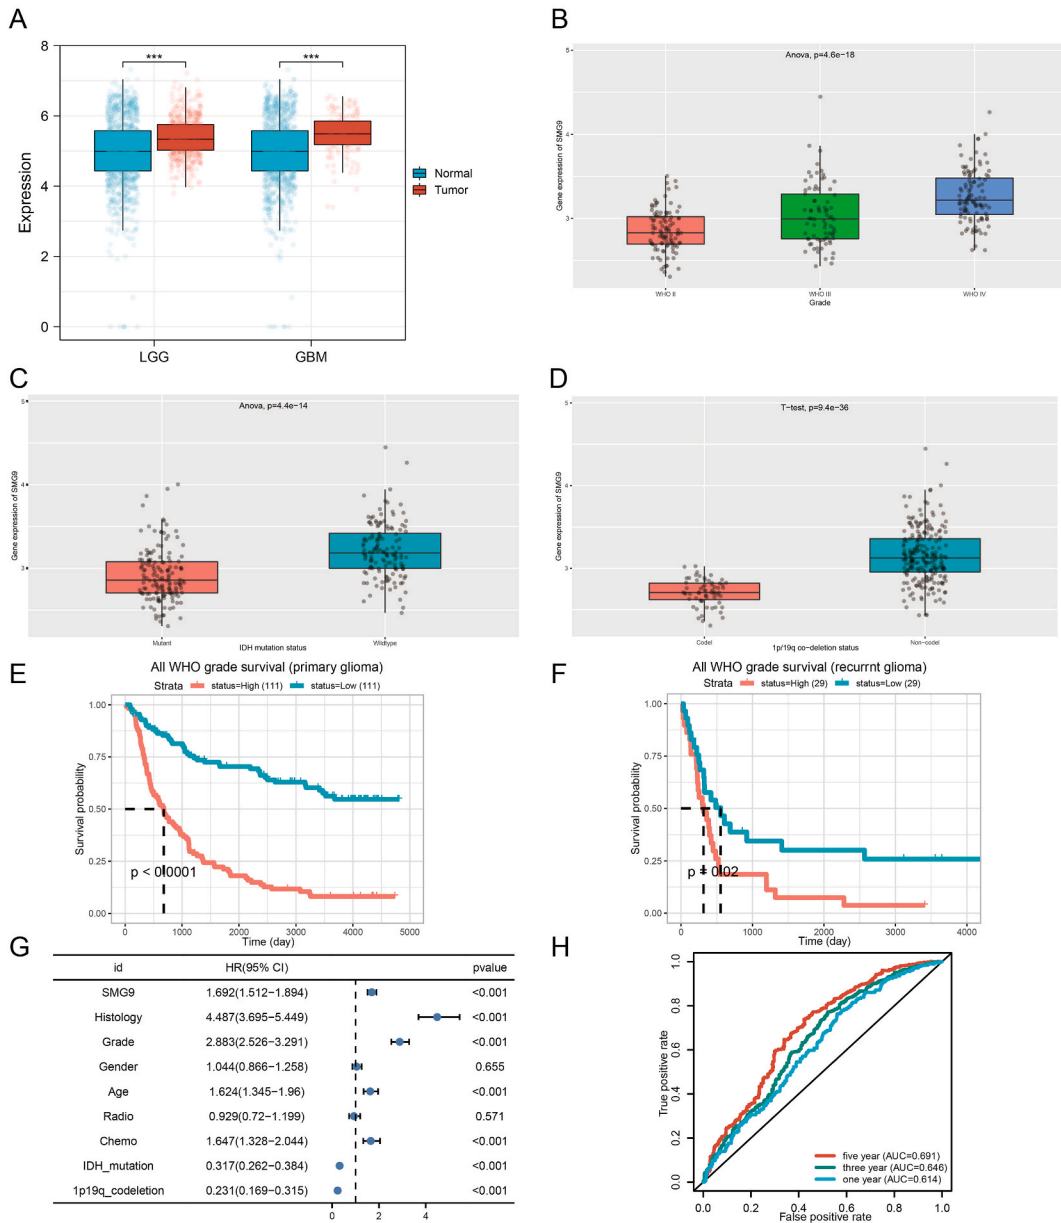 A
8
6
4
2
0
Expression
***
***
LGG
GBM
Normal
Tumor
B
Anova, p=4.6e−18
5
4
3
Gene expression of SMG9
WHO II
WHO III
WHO IV
Grade
C
Anova, p=4.4e−14
5
4
3
Gene expression of SMG9
Mutant
Wildtype
IDH mutation status
D
T−test, p=9.4e−36
5
4
3
Gene expression of SMG9
Codel
Non−codel
1p/19q co−deletion status
E
All WHO grade survival (primary glioma)
Strata status=High (111) status=Low (111)
1.00
0.75
0.50
0.25
0.00
Survival probability
p < 0.0001
0 1000 2000 3000 4000 5000
Time (day)
F
All WHO grade survival (recurrnt glioma)
Strata status=High (29) status=Low (29)
1.00
0.75
0.50
0.25
0.00
Survival probability
p = 0.02
0 1000 2000 3000 4000
Time (day)
G
id HR(95% CI) pvalue
SMG9 1.692(1.512−1.894) <0.001
Histology 4.487(3.695−5.449) <0.001
Grade 2.883(2.526−3.291) <0.001
Gender 1.044(0.866−1.258) 0.655
Age 1.624(1.345−1.96) <0.001
Radio 0.929(0.72−1.199) 0.571
Chemo 1.647(1.328−2.044) <0.001
IDH_mutation 0.317(0.262−0.384) <0.001
1p19q_codeletion 0.231(0.169−0.315) <0.001
0 2 4
H
1.0
0.8
0.6
0.4
0.2
0.0
True positive rate
five year (AUC=0.691)
three year (AUC=0.646)
one year (AUC=0.614)
0.0 0.2 0.4 0.6 0.8 1.0
False positive rate